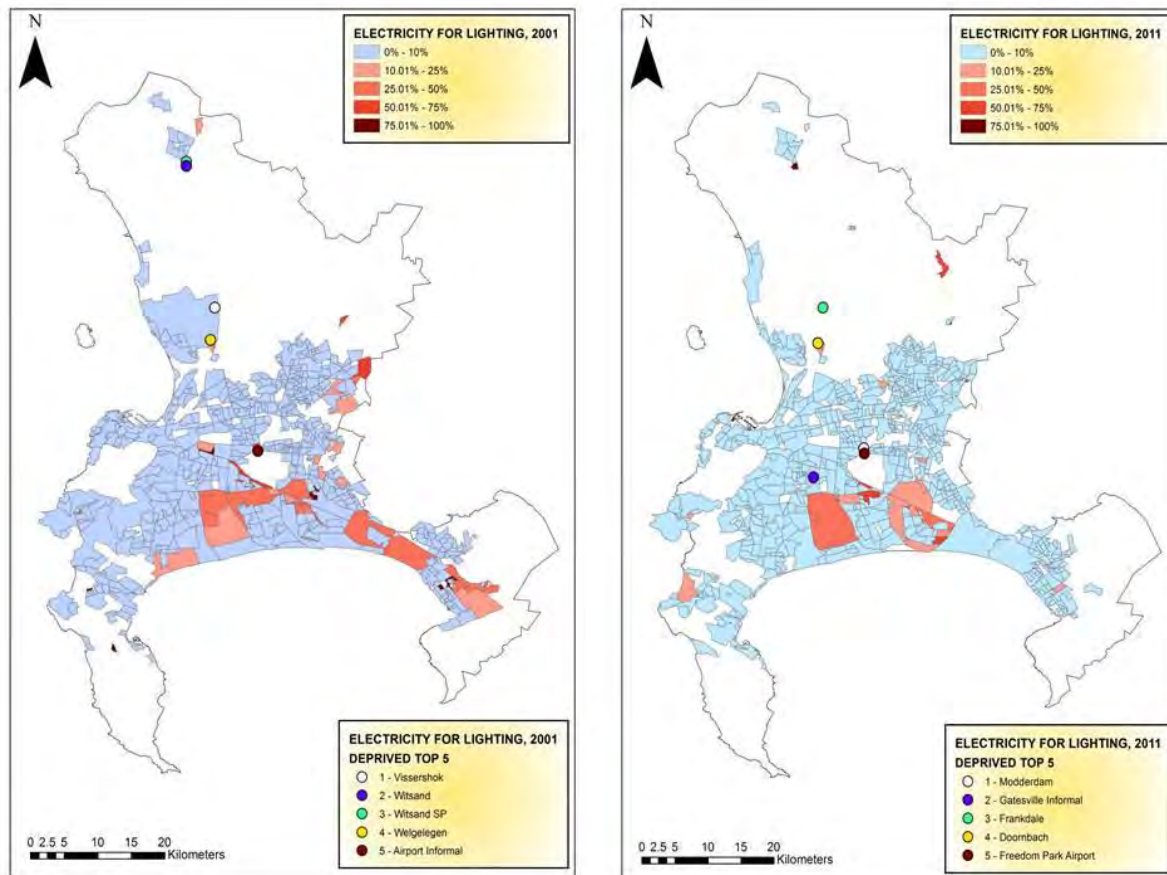 N
ELECTRICITY FOR LIGHTING, 2001
0% - 10%
10.01% - 25%
25.01% - 50%
50.01% - 75%
75.01% - 100%
ELECTRICITY FOR LIGHTING, 2001
DEPRIVED TOP 5
1 - Vissershok
2 - Witsand
3 - Witsand SP
4 - Welgelegen
5 - Airport Informal
0 2.5 5 10 15 20
Kilometers
N
ELECTRICITY FOR LIGHTING, 2011
0% - 10%
10.01% - 25%
25.01% - 50%
50.01% - 75%
75.01% - 100%
ELECTRICITY FOR LIGHTING, 2011
DEPRIVED TOP 5
1 - Modderdam
2 - Gatesville Informal
3 - Frankdale
4 - Doornbach
5 - Freedom Park Airport
0 2.5 5 10 15 20
Kilometers